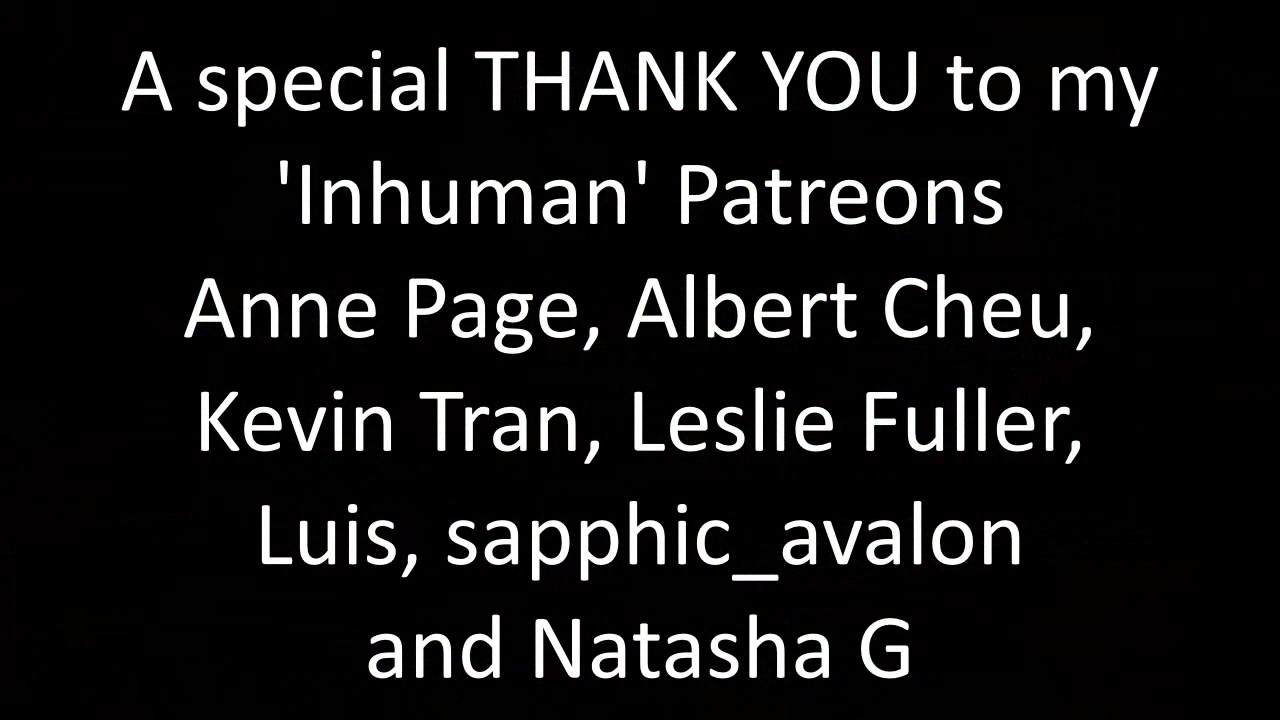 A special THANK YOU to my
'Inhuman' Patreons
Anne Page, Albert Cheu,
Kevin Tran, Leslie Fuller,
Luis, sapphic_avalon
and Natasha G